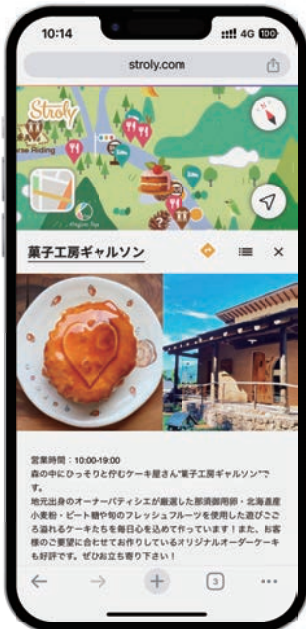 10:14
4G 100
stroly.com
Stroly
rse Riding
菓子工房ギャルソン
営業時間：10:00-19:00
森の中にひっそりと佇むケーキ屋さん"菓子工房ギャルソン"で
す。
地元出身のオーナーパティシエが厳選した那須御用卵・北海道産
小麦粉・ビート糖や旬のフレッシュフルーツを使用した遊びごこ
ろ溢れるケーキたちを毎日心を込めて作っています！また、お客
様のご要望に合わせてお作りしているオリジナルオーダーケーキ
も好評です。ぜひお立ち寄り下さい！
3